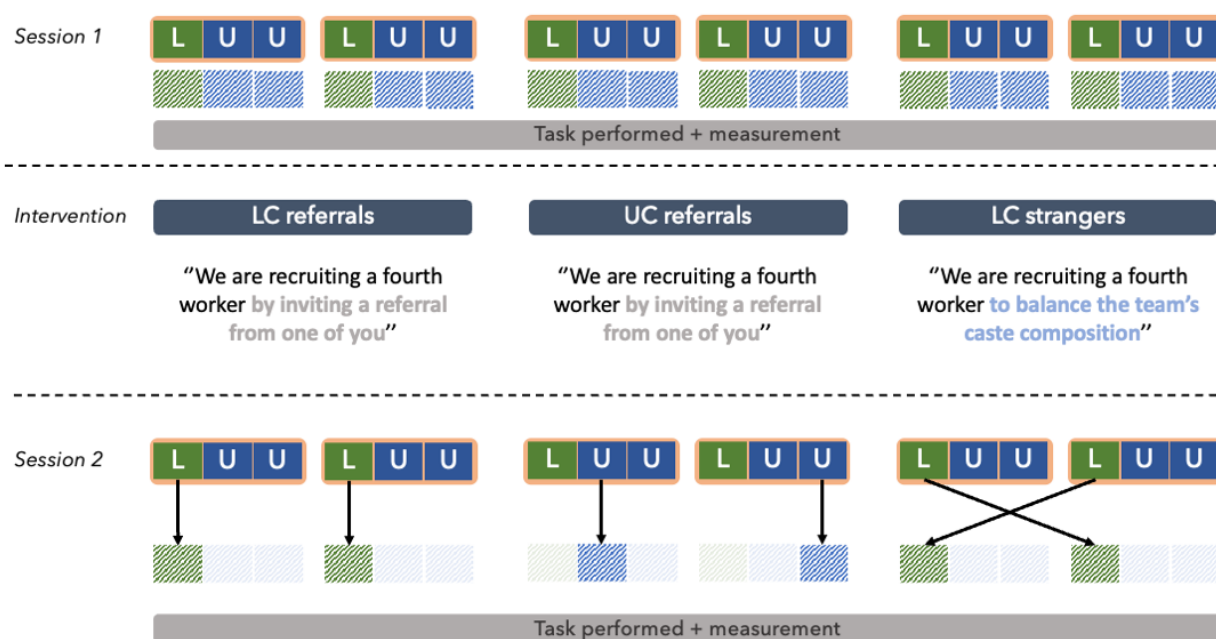 Session 1
L U U L U U L U U L U U L U U L U U
Task performed + measurement
Intervention
LC referrals
UC referrals
LC strangers
“We are recruiting a fourth
worker by inviting a referral
from one of you”
“We are recruiting a fourth
worker by inviting a referral
from one of you”
“We are recruiting a fourth
worker to balance the team’s
caste composition”
Session 2
L U U L U U L U U L U U L U U L U U
Task performed + measurement